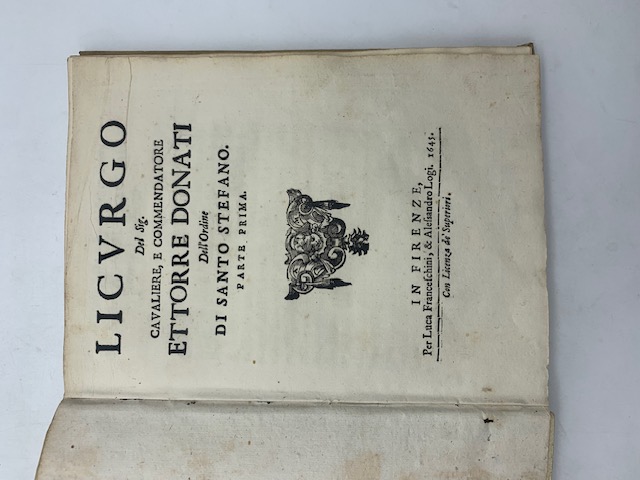 LICVRGO
Del Sig.
CAVALIERE, E COMMENDATORE
ETTORRE DONATI
Dell'Ordine
DI SANTO STEFANO.
PARTE PRIMA.
IN FIRENZE,
Per Luca Franceſchini, & Aleſſandro Logi. 1645.
Con Licenza de' Superiori.